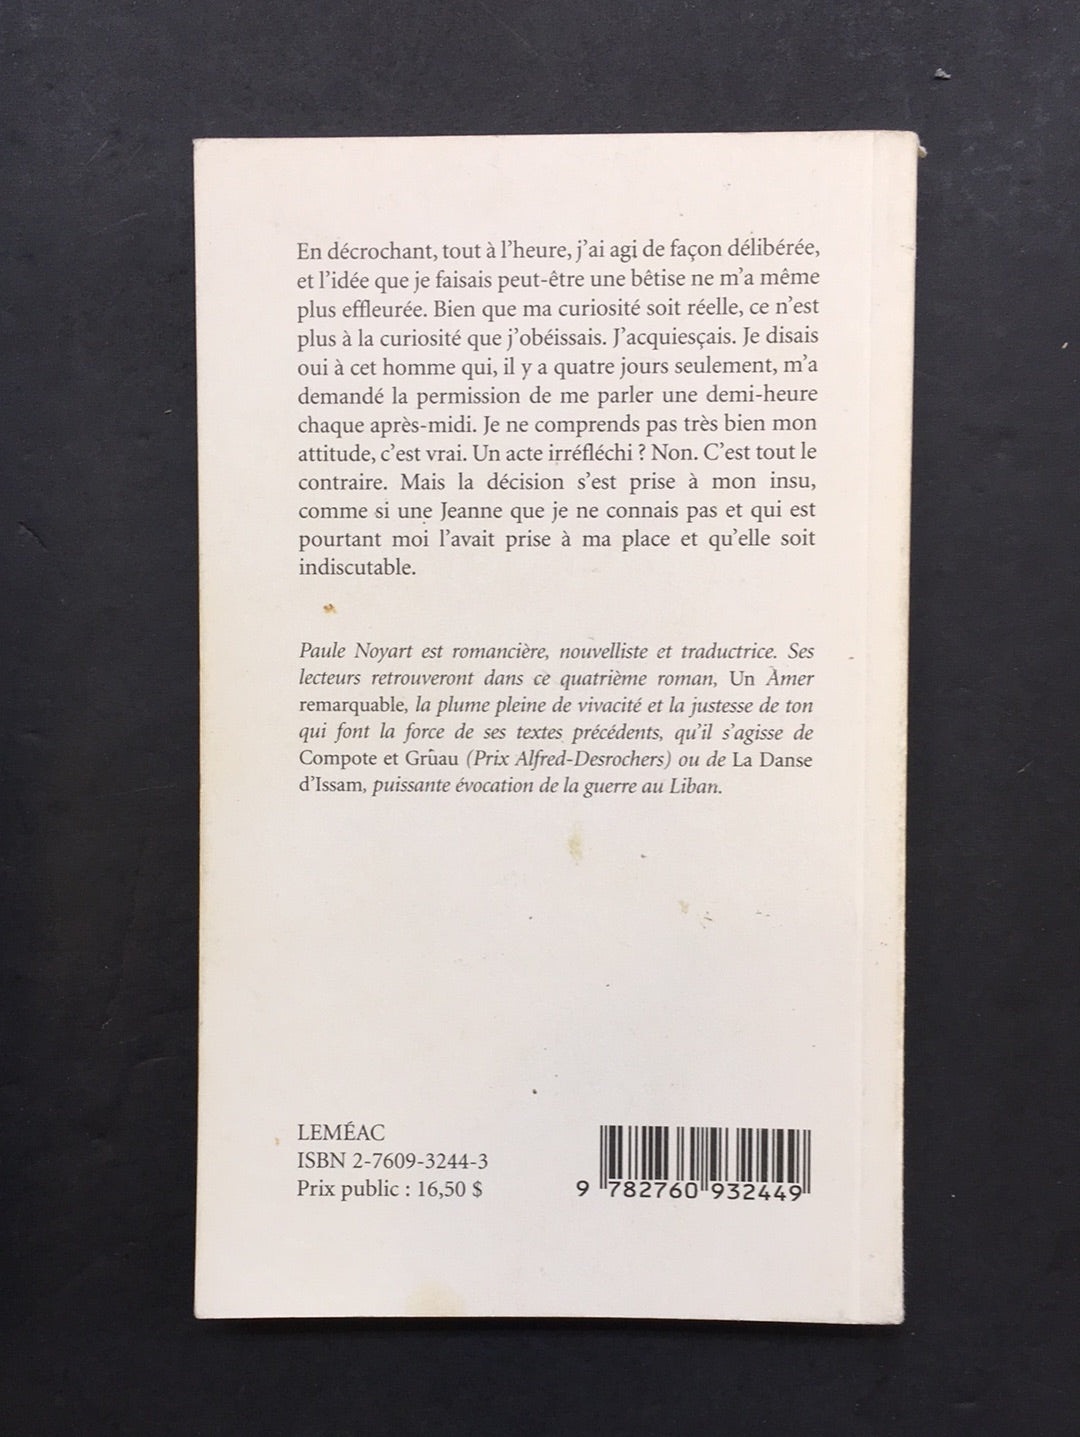 En décrochant, tout à l'heure, j'ai agi de façon délibérée,
et l'idée que je faisais peut-être une bêtise ne m'a même
plus effleurée. Bien que ma curiosité soit réelle, ce n'est
plus à la curiosité que j'obéissais. J'acquiesçais. Je disais
oui à cet homme qui, il y a quatre jours seulement, m'a
demandé la permission de me parler une demi-heure
chaque après-midi. Je ne comprends pas très bien mon
attitude, c'est vrai. Un acte irréfléchi ? Non. C'est tout le
contraire. Mais la décision s'est prise à mon insu,
comme si une Jeanne que je ne connais pas et qui est
pourtant moi l'avait prise à ma place et qu'elle soit
indiscutable.
Paule Noyart est romancière, nouvelliste et traductrice. Ses
lecteurs retrouveront dans ce quatrième roman, Un Amer
remarquable, la plume pleine de vivacité et la justesse de ton
qui font la force de ses textes précédents, qu'il s'agisse de
Compote et Gruau (Prix Alfred-Desrochers) ou de La Danse
d'Issam, puissante évocation de la guerre au Liban.
LEMÉAC
ISBN 2-7609-3244-3
Prix public : 16,50 $
9 782760 932449